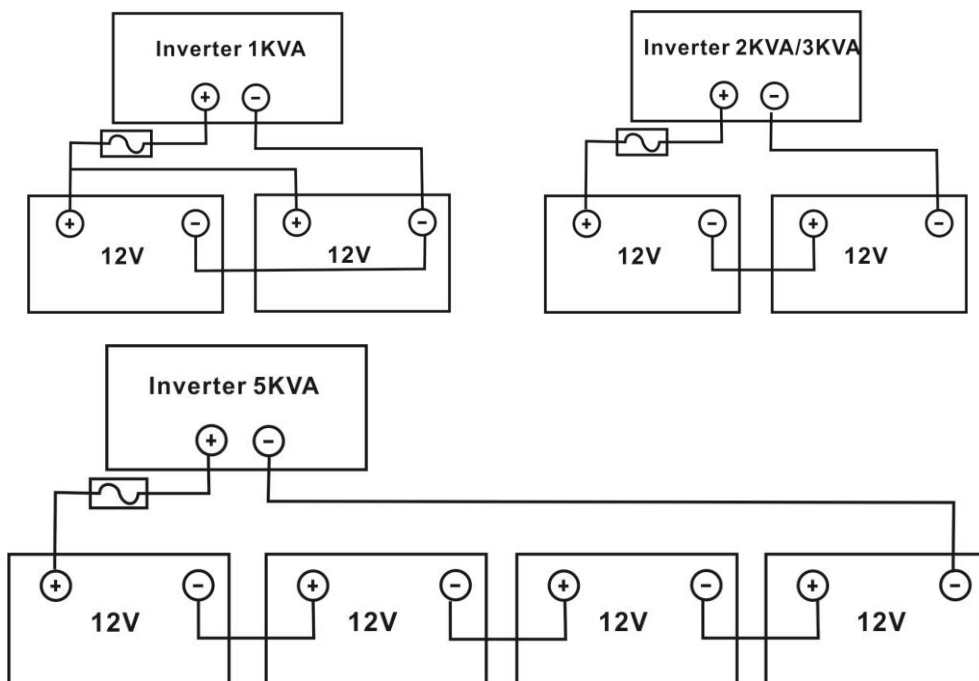 Inverter 1KVA
+ -
+ - + -
12V 12V
Inverter 2KVA/3KVA
+ -
+ - + -
12V 12V
Inverter 5KVA
+ -
+ - + - + - + -
12V 12V 12V 12V